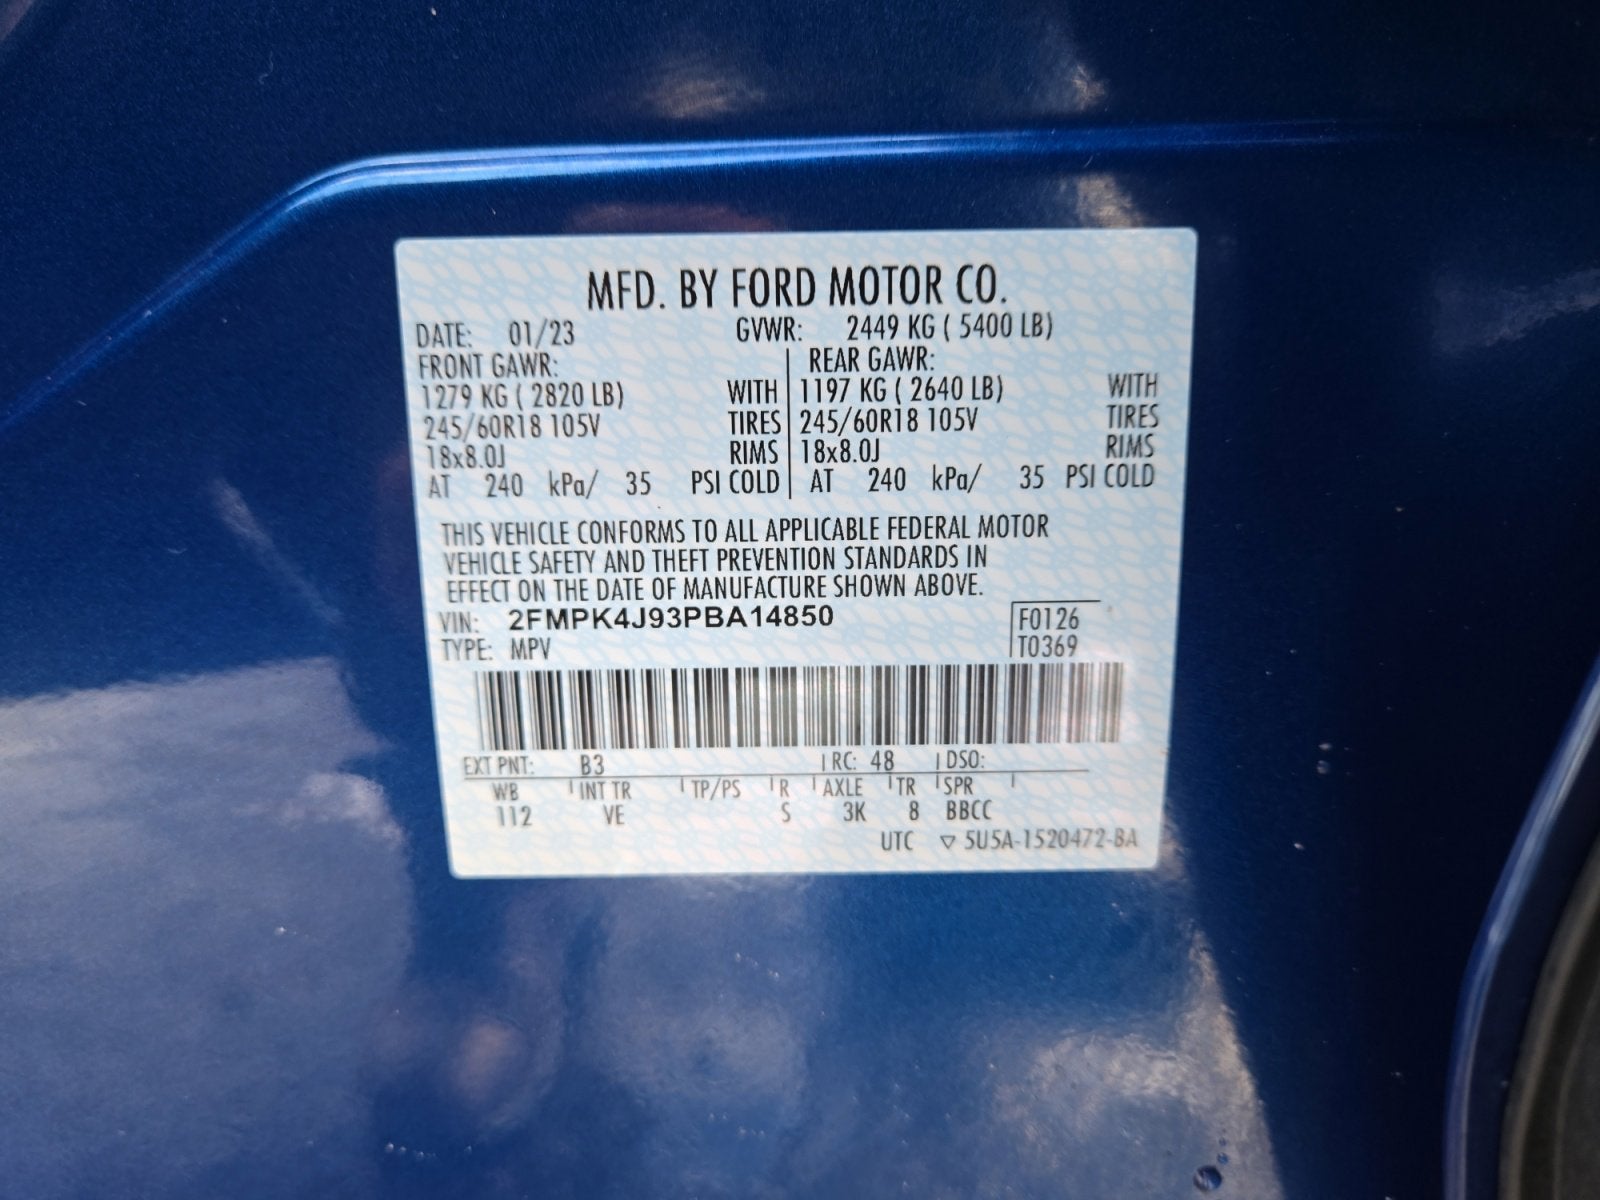 MFD. BY FORD MOTOR CO.
DATE: 01/23 GVWR: 2449 KG ( 5400 LB)
FRONT GAWR: REAR GAWR:
1279 KG ( 2820 LB) WITH 1197 KG ( 2640 LB) WITH
245/60R18 105V TIRES 245/60R18 105V TIRES
18x8.0J RIMS 18x8.0J RIMS
AT 240 kPa/ 35 PSI COLD AT 240 kPa/ 35 PSI COLD
THIS VEHICLE CONFORMS TO ALL APPLICABLE FEDERAL MOTOR
VEHICLE SAFETY AND THEFT PREVENTION STANDARDS IN
EFFECT ON THE DATE OF MANUFACTURE SHOWN ABOVE.
VIN: 2FMPK4J93PBA14850 F0126
TYPE: MPV T0369
EXT PNT: B3 RC: 48 DSO:
WB INT TR TP/PS R AXLE TR SPR
112 VE S 3K 8 BBCC
UTC ▽ 5U5A-1520472-BA